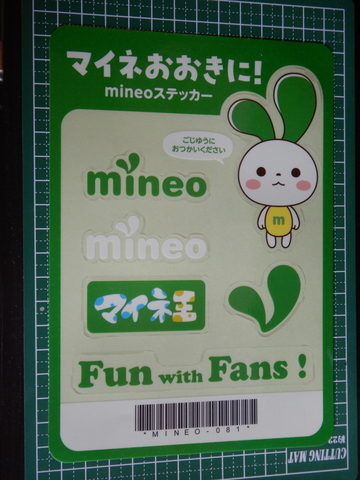 マイネおおきに!
mineoステッカー
ごじゆうに
おつかいください
mineo
m
mineo
マイネ王
Fun with Fans !
*MINEO-081*
CUTTING MAT